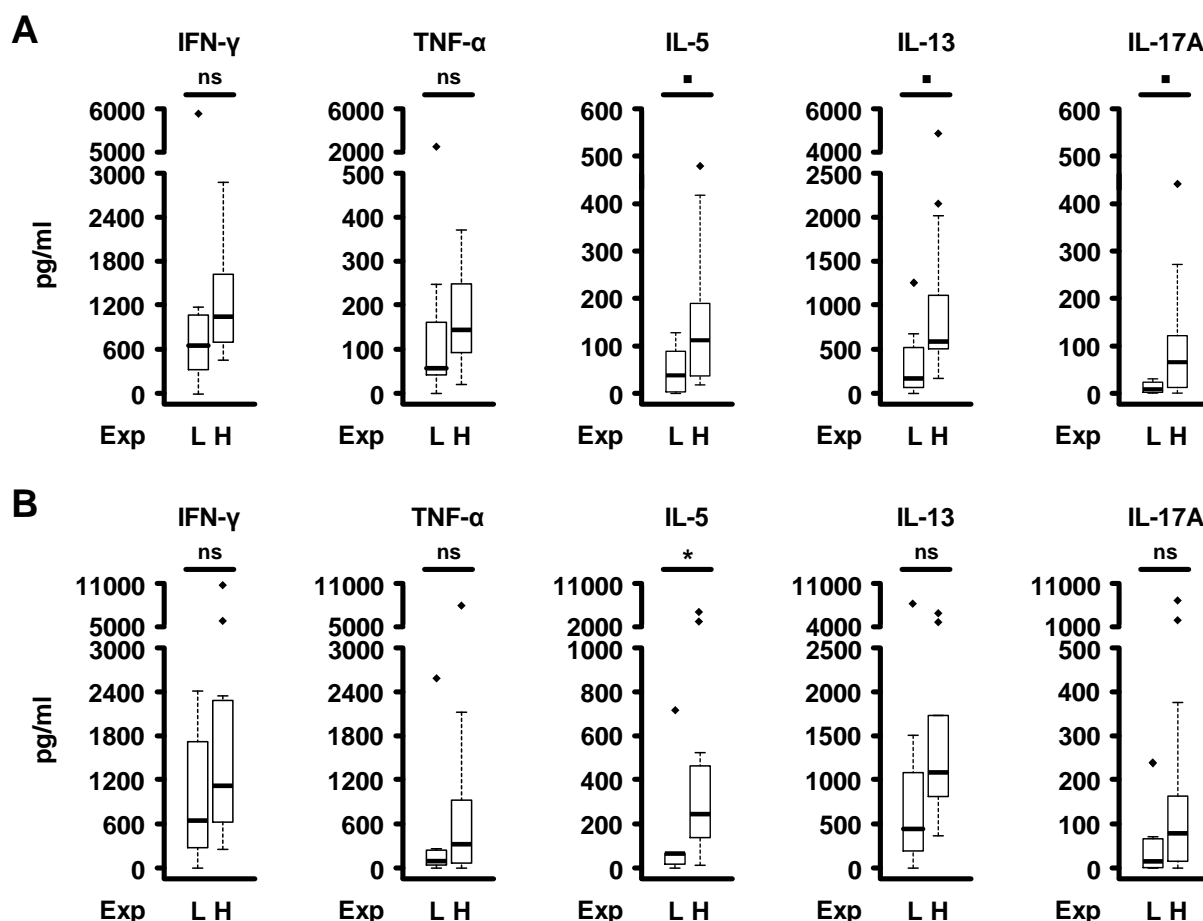 A
IFN-γ TNF-α IL-5 IL-13 IL-17A
ns ns ▪ ▪ ▪
6000 6000 600 6000 600
5000 2000 500 4000 500
3000 500 400 2500 400
2400 400 300 2000 300
1800 300 200 1500 200
1200 200 100 1000 100
600 100 0 500 0
0 0 0
pg/ml
Exp L H Exp L H Exp L H Exp L H Exp L H
B
IFN-γ TNF-α IL-5 IL-13 IL-17A
ns ns * ns ns
11000 11000 11000 11000 11000
5000 5000 2000 4000 1000
3000 3000 1000 2500 500
2400 2400 800 2000 400
1800 1800 600 1500 300
1200 1200 400 1000 200
600 600 200 500 100
0 0 0 0 0
pg/ml
Exp L H Exp L H Exp L H Exp L H Exp L H